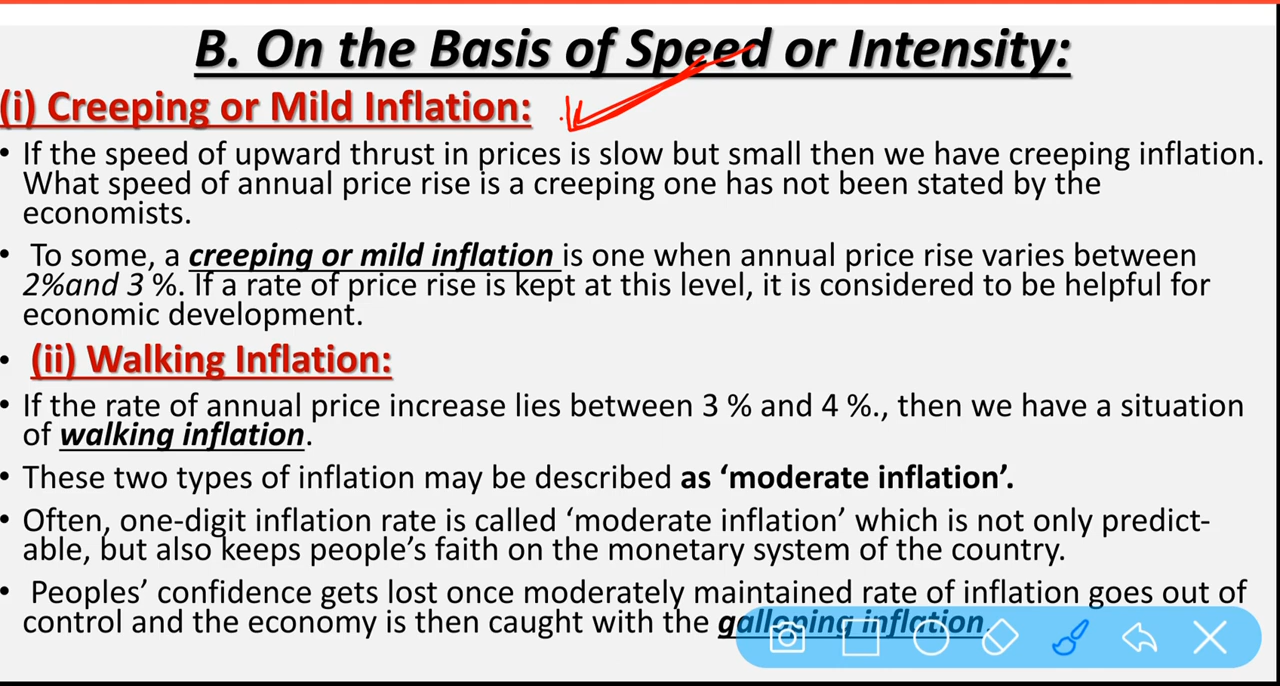 B. On the Basis of Speed or Intensity:
(i) Creeping or Mild Inflation:
• If the speed of upward thrust in prices is slow but small then we have creeping inflation.
What speed of annual price rise is a creeping one has not been stated by the
economists.
• To some, a creeping or mild inflation is one when annual price rise varies between
2%and 3 %. If a rate of price rise is kept at this level, it is considered to be helpful for
economic development.
• (ii) Walking Inflation:
• If the rate of annual price increase lies between 3 % and 4 %., then we have a situation
of walking inflation.
• These two types of inflation may be described as ‘moderate inflation’.
• Often, one-digit inflation rate is called ‘moderate inflation’ which is not only predict-
able, but also keeps people’s faith on the monetary system of the country.
• Peoples’ confidence gets lost once moderately maintained rate of inflation goes out of
control and the economy is then caught with the galloping inflation.